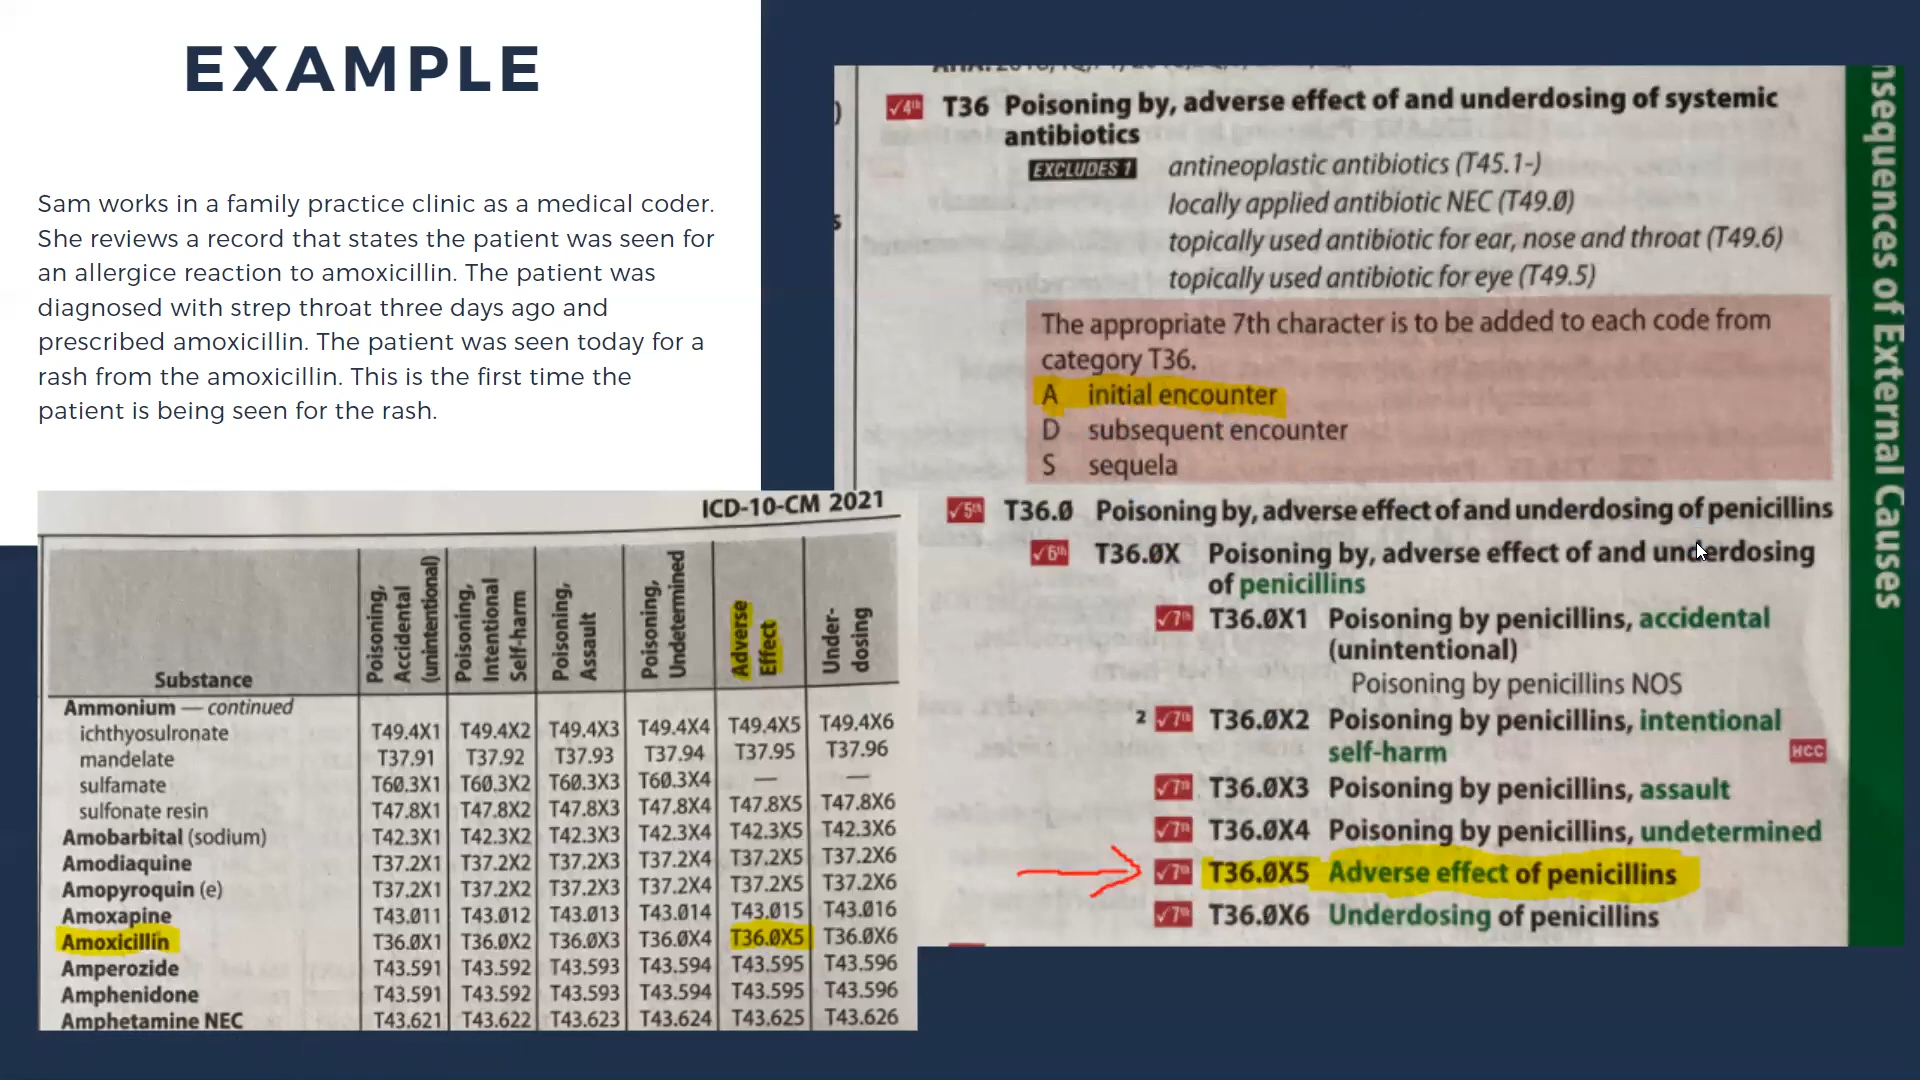 EXAMPLE
Sam works in a family practice clinic as a medical coder.
She reviews a record that states the patient was seen for
an allergice reaction to amoxicillin. The patient was
diagnosed with strep throat three days ago and
prescribed amoxicillin. The patient was seen today for a
rash from the amoxicillin. This is the first time the
patient is being seen for the rash.
ICD-10-CM 2021
Substance
Poisoning, Accidental (unintentional)
Poisoning, Intentional Self-harm
Poisoning, Assault
Poisoning, Undetermined
Adverse Effect
Under-dosing
Ammonium — continued
ichthyosulronate T49.4X1 T49.4X2 T49.4X3 T49.4X4 T49.4X5 T49.4X6
mandelate T37.91 T37.92 T37.93 T37.94 T37.95 T37.96
sulfamate T60.3X1 T60.3X2 T60.3X3 T60.3X4 — —
sulfonate resin T47.8X1 T47.8X2 T47.8X3 T47.8X4 T47.8X5 T47.8X6
Amobarbital (sodium) T42.3X1 T42.3X2 T42.3X3 T42.3X4 T42.3X5 T42.3X6
Amodiaquine T37.2X1 T37.2X2 T37.2X3 T37.2X4 T37.2X5 T37.2X6
Amopyroquin (e) T37.2X1 T37.2X2 T37.2X3 T37.2X4 T37.2X5 T37.2X6
Amoxapine T43.011 T43.012 T43.013 T43.014 T43.015 T43.016
Amoxicillin T36.0X1 T36.0X2 T36.0X3 T36.0X4 T36.0X5 T36.0X6
Amperozide T43.591 T43.592 T43.593 T43.594 T43.595 T43.596
Amphenidone T43.591 T43.592 T43.593 T43.594 T43.595 T43.596
Amphetamine NEC T43.621 T43.622 T43.623 T43.624 T43.625 T43.626
✓4th T36 Poisoning by, adverse effect of and underdosing of systemic
antibiotics
EXCLUDES 1 antineoplastic antibiotics (T45.1-)
locally applied antibiotic NEC (T49.Ø)
topically used antibiotic for ear, nose and throat (T49.6)
topically used antibiotic for eye (T49.5)
The appropriate 7th character is to be added to each code from
category T36.
A initial encounter
D subsequent encounter
S sequela
✓5th T36.Ø Poisoning by, adverse effect of and underdosing of penicillins
✓6th T36.ØX Poisoning by, adverse effect of and underdosing
of penicillins
✓7th T36.ØX1 Poisoning by penicillins, accidental
(unintentional)
Poisoning by penicillins NOS
2 ✓7th T36.ØX2 Poisoning by penicillins, intentional
self-harm HCC
✓7th T36.ØX3 Poisoning by penicillins, assault
✓7th T36.ØX4 Poisoning by penicillins, undetermined
✓7th T36.ØX5 Adverse effect of penicillins
✓7th T36.ØX6 Underdosing of penicillins
of External Causes